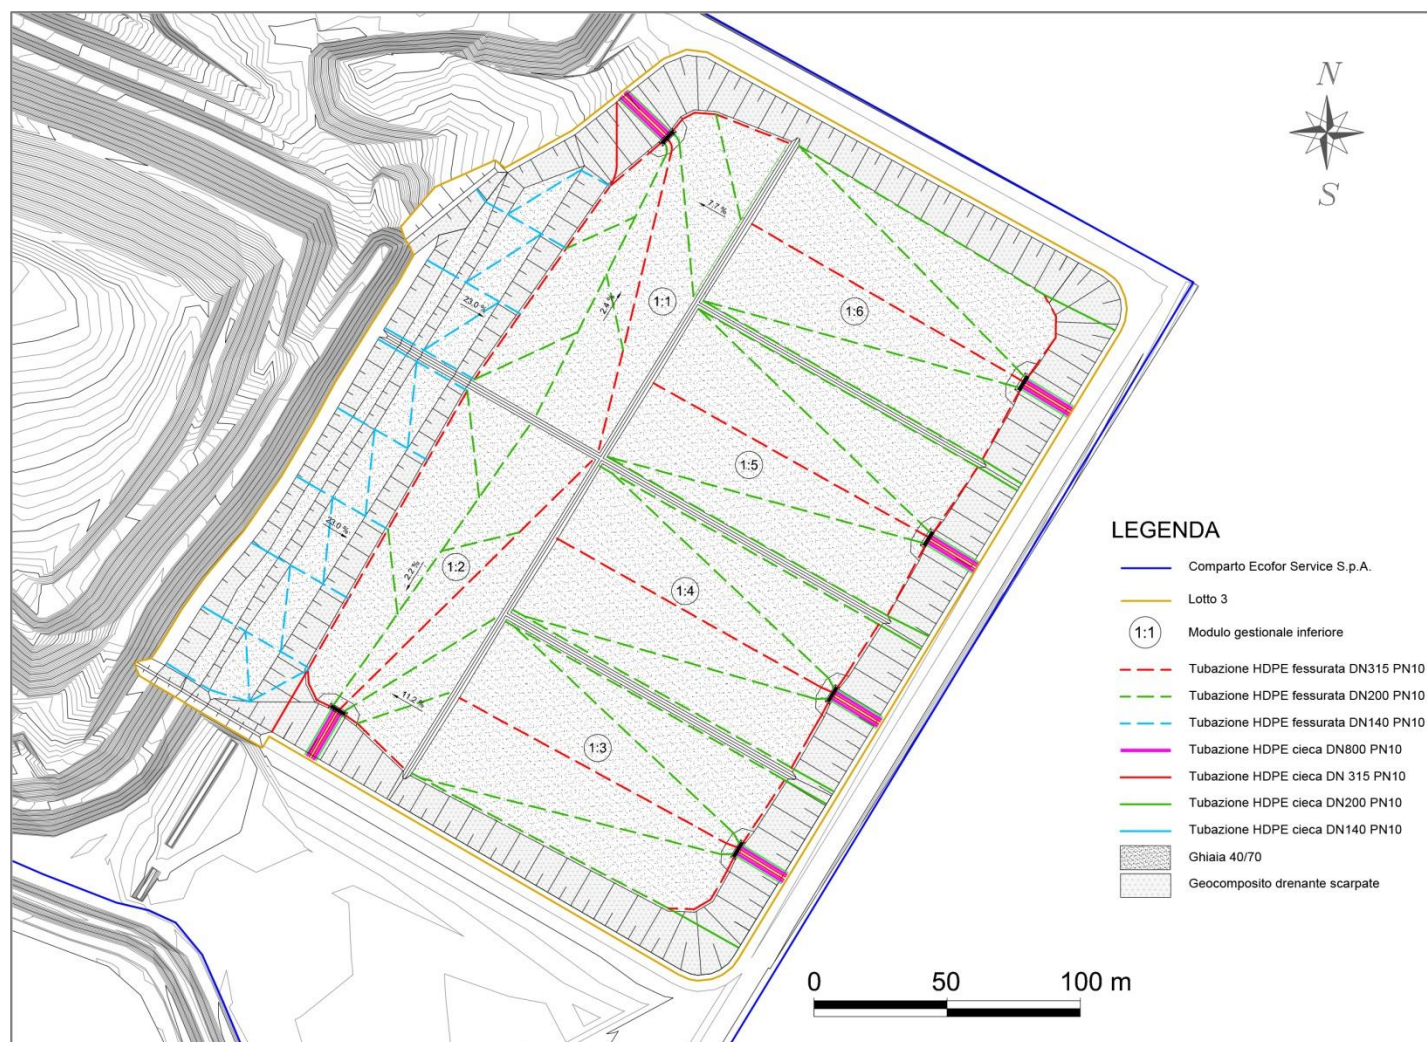 N
S
7.7 %
1:1
1:6
23.0 %
2.4 %
1:5
23.0 %
1:2
2.2 %
1:4
11.2 %
1:3
LEGENDA
Comparto Ecofor Service S.p.A.
Lotto 3
1:1 Modulo gestionale inferiore
Tubazione HDPE fessurata DN315 PN10
Tubazione HDPE fessurata DN200 PN10
Tubazione HDPE fessurata DN140 PN10
Tubazione HDPE cieca DN800 PN10
Tubazione HDPE cieca DN 315 PN10
Tubazione HDPE cieca DN200 PN10
Tubazione HDPE cieca DN140 PN10
Ghiaia 40/70
Geocomposito drenante scarpate
0 50 100 m